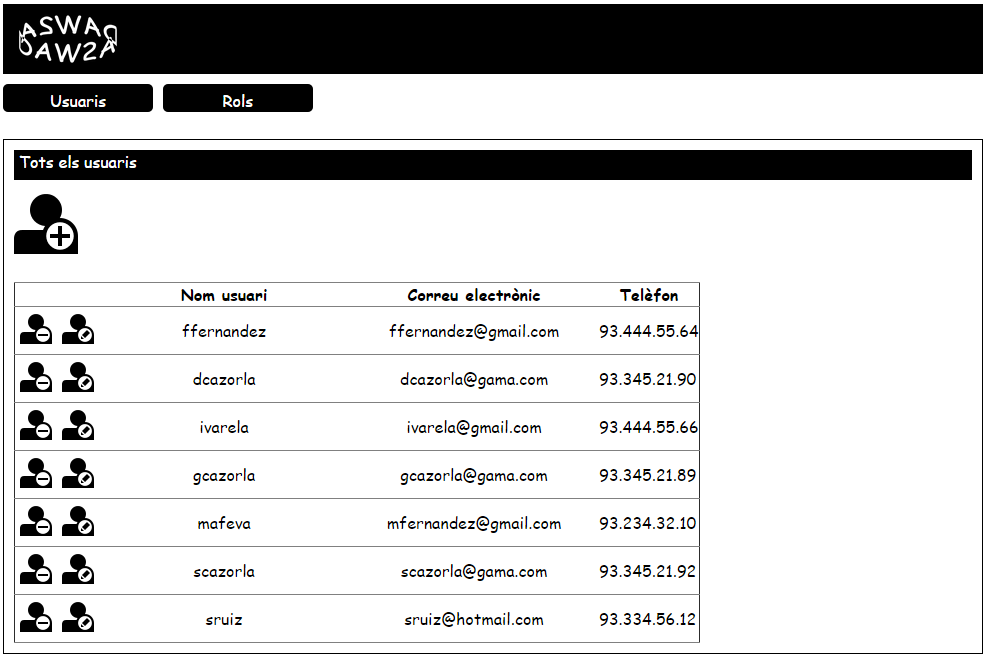 ASWAD
Usuaris Rols
Tots els usuaris
Nom usuari Correu electrònic Telèfon
ffernandez ffernandez@gmail.com 93.444.55.64
dcazorla dcazorla@gama.com 93.345.21.90
ivarela ivarela@gmail.com 93.444.55.66
gcazorla gcazorla@gama.com 93.345.21.89
mafeva mfernandez@gmail.com 93.234.32.10
scazorla scazorla@gama.com 93.345.21.92
sruiz sruiz@hotmail.com 93.334.56.12